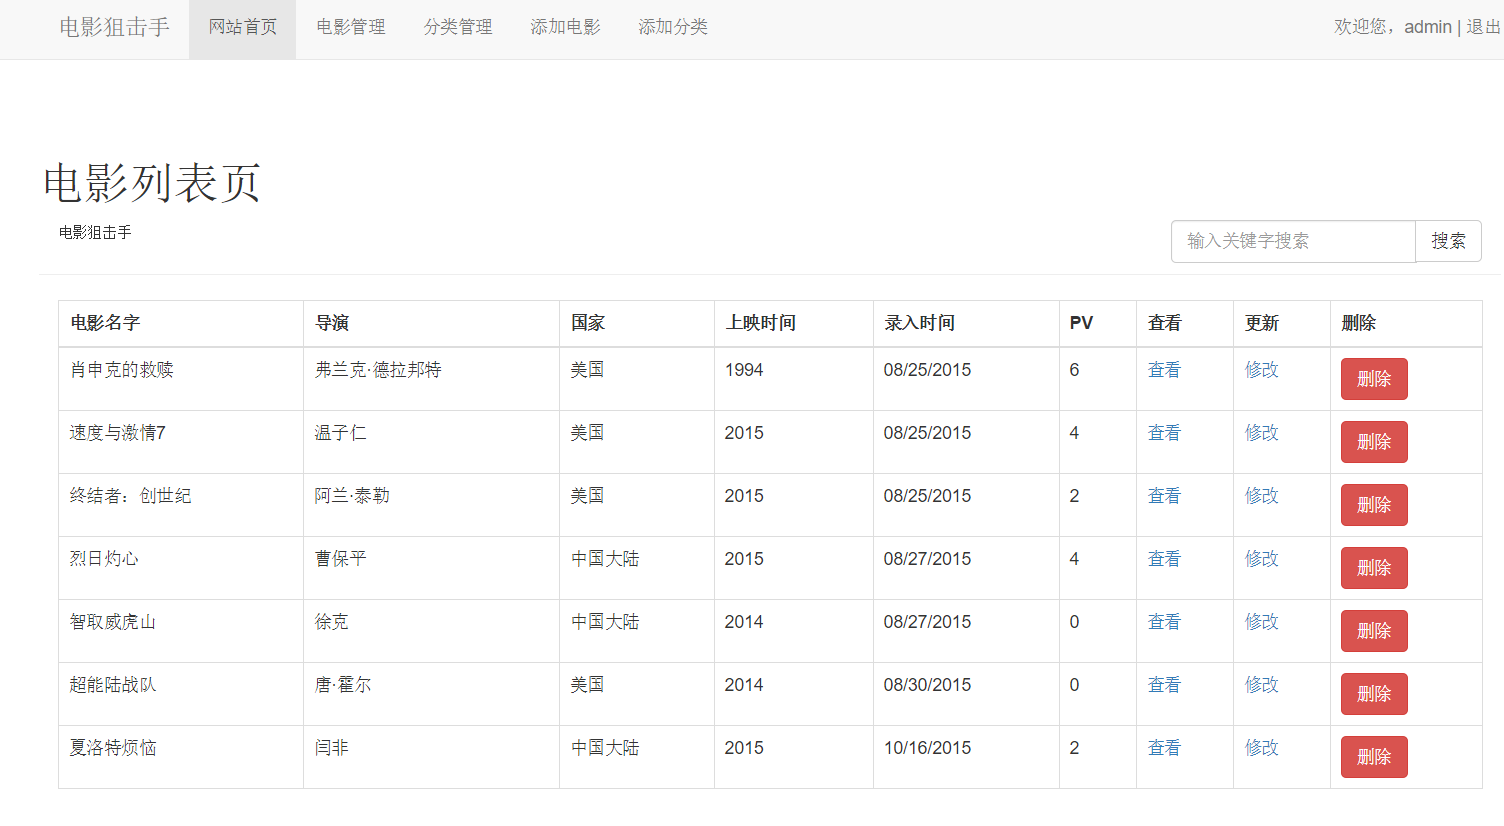 电影狙击手 网站首页 电影管理 分类管理 添加电影 添加分类 欢迎您，admin | 退出
电影列表页
电影狙击手
输入关键字搜索 搜索
电影名字 导演 国家 上映时间 录入时间 PV 查看 更新 删除
肖申克的救赎 弗兰克·德拉邦特 美国 1994 08/25/2015 6 查看 修改 删除
速度与激情7 温子仁 美国 2015 08/25/2015 4 查看 修改 删除
终结者：创世纪 阿兰·泰勒 美国 2015 08/25/2015 2 查看 修改 删除
烈日灼心 曹保平 中国大陆 2015 08/27/2015 4 查看 修改 删除
智取威虎山 徐克 中国大陆 2014 08/27/2015 0 查看 修改 删除
超能陆战队 唐·霍尔 美国 2014 08/30/2015 0 查看 修改 删除
夏洛特烦恼 闫非 中国大陆 2015 10/16/2015 2 查看 修改 删除